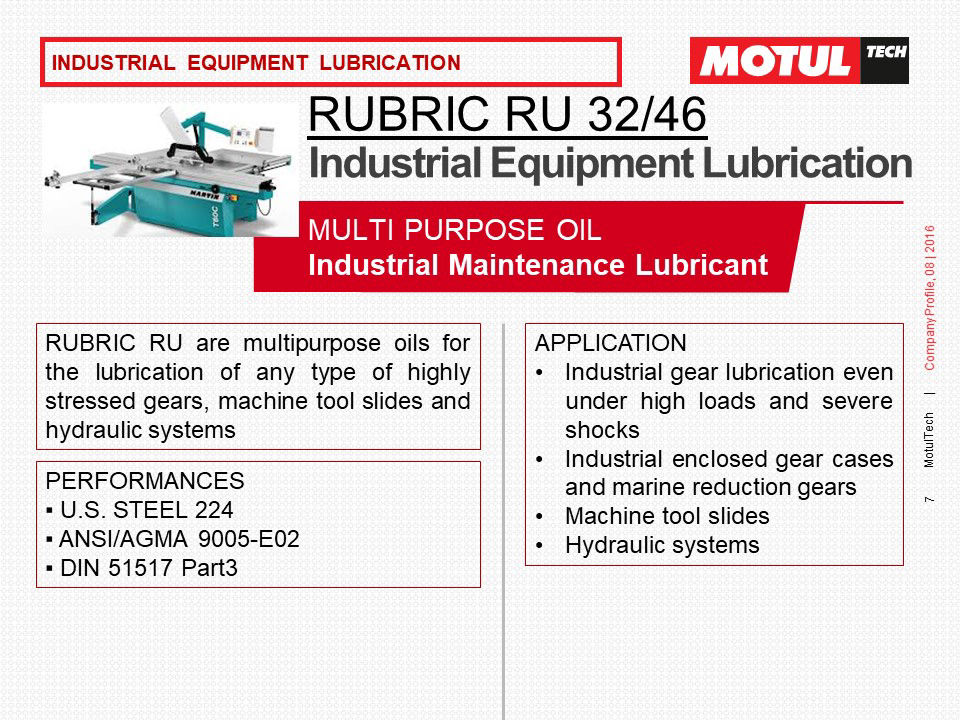 INDUSTRIAL EQUIPMENT LUBRICATION
MOTUL TECH
RUBRIC RU 32/46
Industrial Equipment Lubrication
MARTIN
T60C
MULTI PURPOSE OIL
Industrial Maintenance Lubricant
RUBRIC RU are multipurpose oils for
the lubrication of any type of highly
stressed gears, machine tool slides and
hydraulic systems
PERFORMANCES
▪ U.S. STEEL 224
▪ ANSI/AGMA 9005-E02
▪ DIN 51517 Part3
APPLICATION
• Industrial gear lubrication even
under high loads and severe
shocks
• Industrial enclosed gear cases
and marine reduction gears
• Machine tool slides
• Hydraulic systems
7 MotulTech | Company Profile, 08 | 2016